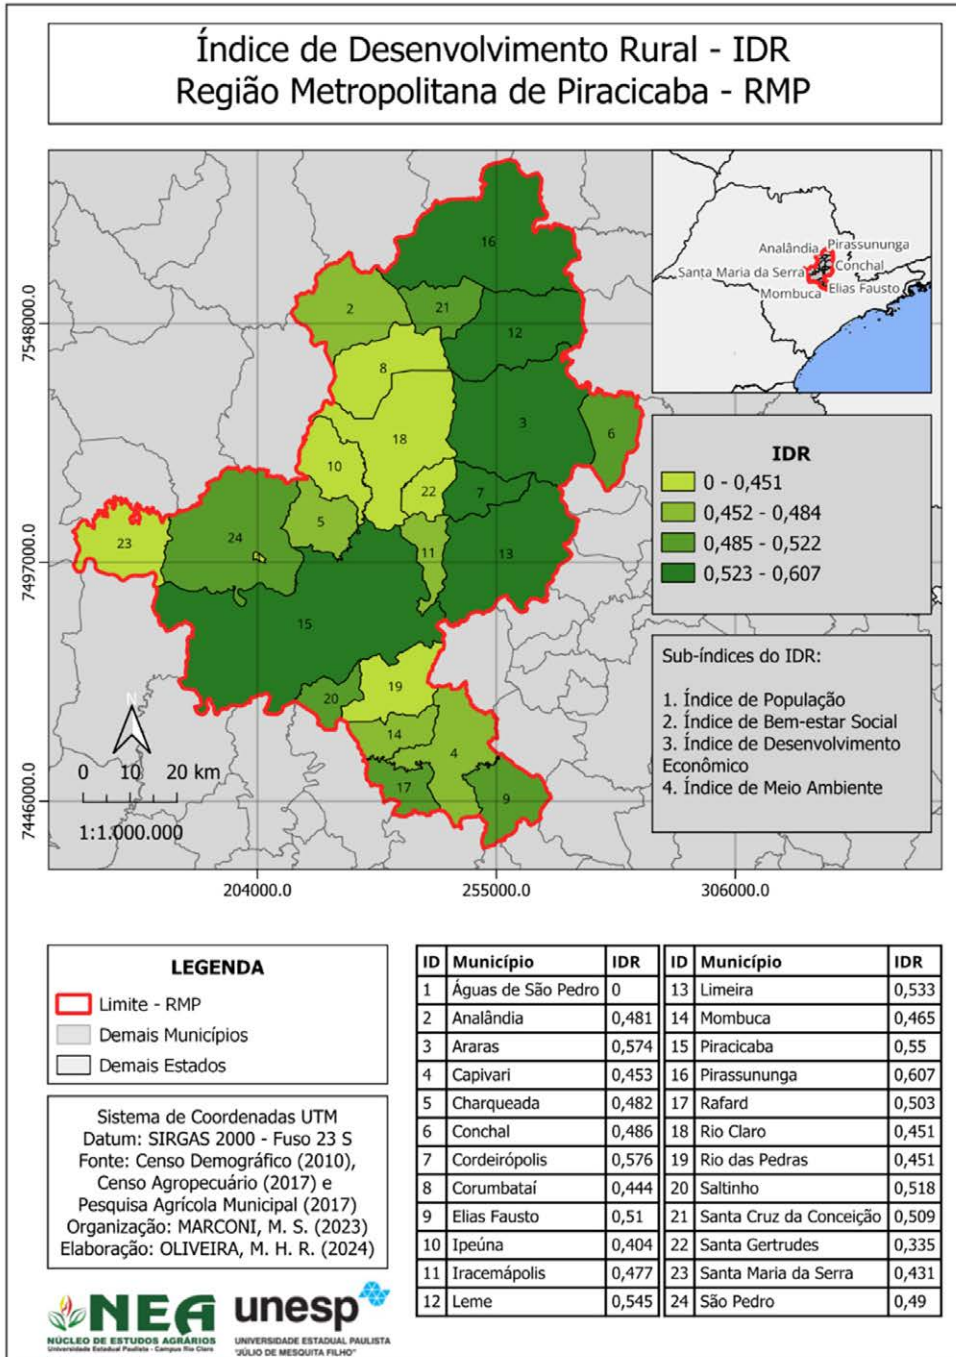 Índice de Desenvolvimento Rural - IDR
Região Metropolitana de Piracicaba - RMP
16
2
21
12
8
3
18
6
10
22
7
5
11
24
23
13
15
19
20
14
4
17
9
7548000.0
7497000.0
7446000.0
204000.0
255000.0
306000.0
N
0 10 20 km
1:1.000.000
Analândia
Pirassununga
Conchal
Santa Maria da Serra
Elias Fausto
Mombuca
IDR
0 - 0,451
0,452 - 0,484
0,485 - 0,522
0,523 - 0,607
Sub-índices do IDR:
1. Índice de População
2. Índice de Bem-estar Social
3. Índice de Desenvolvimento
Econômico
4. Índice de Meio Ambiente
LEGENDA
Limite - RMP
Demais Municípios
Demais Estados
Sistema de Coordenadas UTM
Datum: SIRGAS 2000 - Fuso 23 S
Fonte: Censo Demográfico (2010),
Censo Agropecuário (2017) e
Pesquisa Agrícola Municipal (2017)
Organização: MARCONI, M. S. (2023)
Elaboração: OLIVEIRA, M. H. R. (2024)
NEA
NÚCLEO DE ESTUDOS AGRÁRIOS
Universidade Estadual Paulista - Campus Rio Claro
unesp
UNIVERSIDADE ESTADUAL PAULISTA
"JÚLIO DE MESQUITA FILHO"
ID Município IDR ID Município IDR
1 Águas de São Pedro 0 13 Limeira 0,533
2 Analândia 0,481 14 Mombuca 0,465
3 Araras 0,574 15 Piracicaba 0,55
4 Capivari 0,453 16 Pirassununga 0,607
5 Charqueada 0,482 17 Rafard 0,503
6 Conchal 0,486 18 Rio Claro 0,451
7 Cordeirópolis 0,576 19 Rio das Pedras 0,451
8 Corumbataí 0,444 20 Saltinho 0,518
9 Elias Fausto 0,51 21 Santa Cruz da Conceição 0,509
10 Ipeúna 0,404 22 Santa Gertrudes 0,335
11 Iracemápolis 0,477 23 Santa Maria da Serra 0,431
12 Leme 0,545 24 São Pedro 0,49